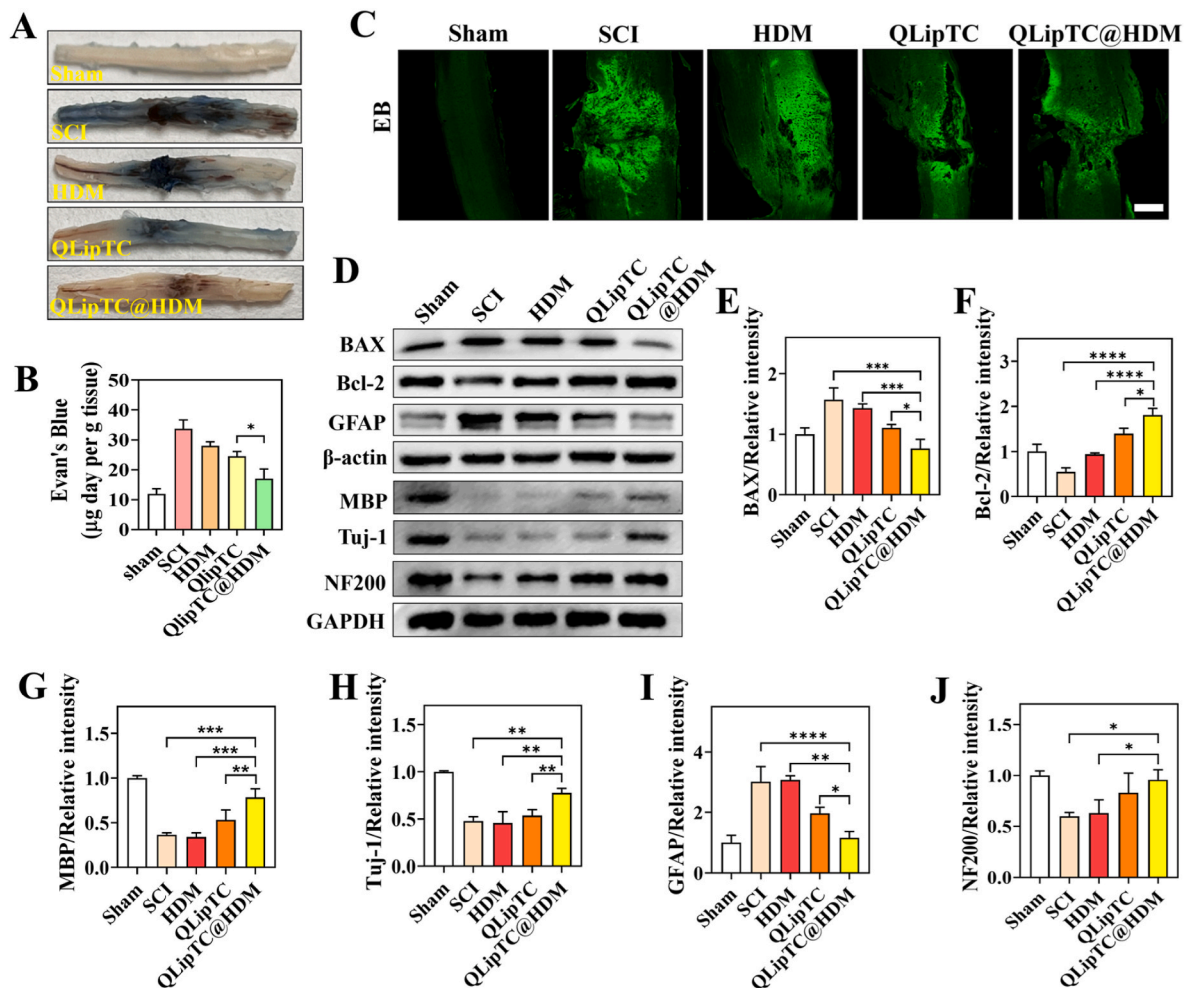 A
Sham
SCI
HDM
QLipTC
QLipTC@HDM
B
Evan's Blue
(μg day per g tissue)
50
40
30
20
10
0
*
sham
SCI
HDM
QlipTC
QlipTC@HDM
C
Sham
SCI
HDM
QLipTC
QLipTC@HDM
EB
D
Sham
SCI
HDM
QLipTC
QLipTC
@HDM
BAX
Bcl-2
GFAP
β-actin
MBP
Tuj-1
NF200
GAPDH
E
BAX/Relative intensity
2
1
0
***
***
*
Sham
SCI
HDM
QLipTC
QLipTC@HDM
F
Bcl-2/Relative intensity
3
2
1
0
****
****
*
Sham
SCI
HDM
QLipTC
QLipTC@HDM
G
MBP/Relative intensity
1.5
1.0
0.5
0.0
***
***
**
Sham
SCI
HDM
QLipTC
QLipTC@HDM
H
Tuj-1/Relative intensity
1.5
1.0
0.5
0.0
**
**
**
Sham
SCI
HDM
QLipTC
QLipTC@HDM
I
GFAP/Relative intensity
6
4
2
0
****
**
*
Sham
SCI
HDM
QLipTC
QLipTC@HDM
J
NF200/Relative intensity
1.5
1.0
0.5
0.0
*
*
Sham
SCI
HDM
QLipTC
QLipTC@HDM